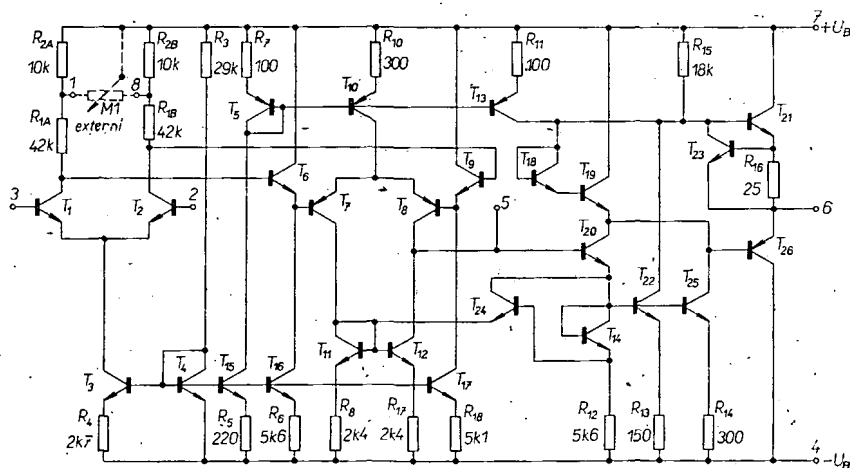 7
+U_B
R2A
10k
R2B
10k
R3
29k
R7
100
R10
300
R11
100
R15
18k
1
8
M1
externí
R1A
42k
R1B
42k
T5
T10
T13
T21
T23
R16
25
T6
T9
T18
T19
3
T1
T2
2
T7
T8
5
6
T20
T26
T24
T22
T25
T14
T11
T12
T3
T4
T15
T16
T17
R4
2k7
R5
220
R6
5k6
R8
2k4
R17
2k4
R18
5k1
R12
5k6
R13
150
R14
300
4
-U_B